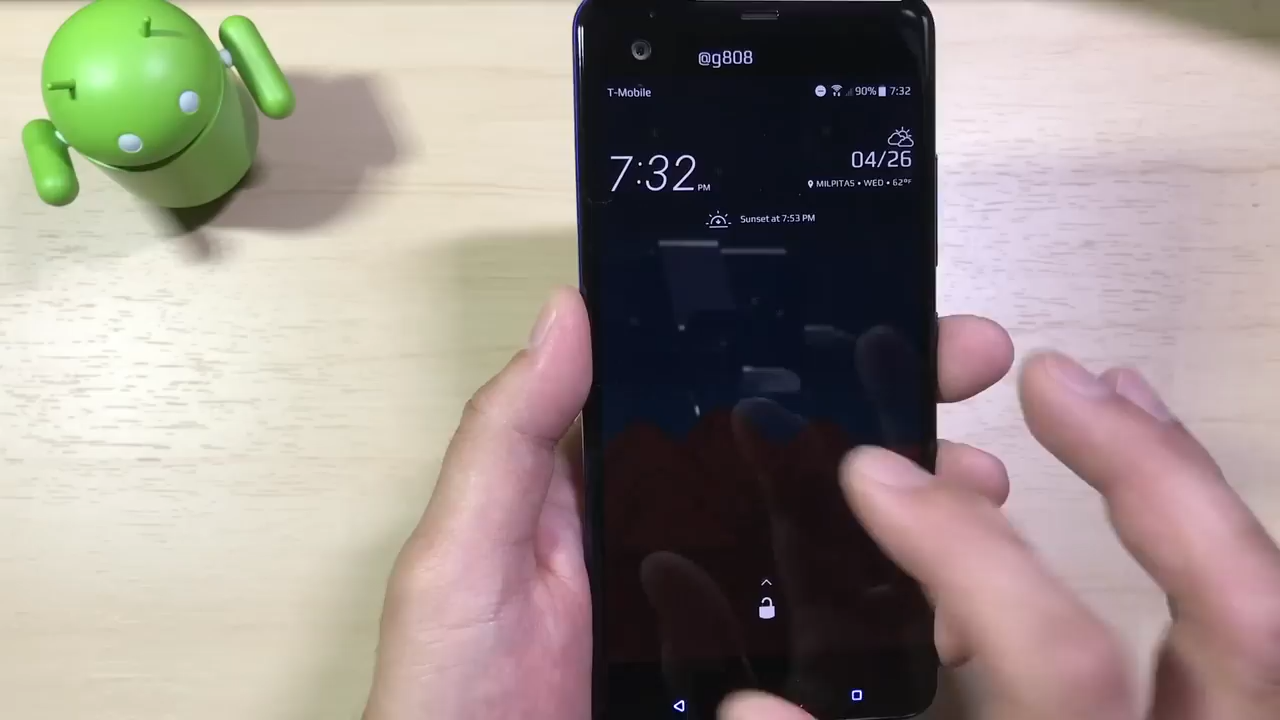 @g808
T-Mobile 90% 7:32
7:32 PM
04/26
MILPITAS • WED • 62°F
Sunset at 7:53 PM